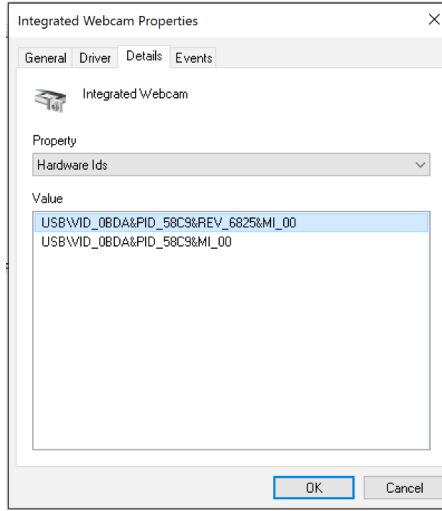 Integrated Webcam Properties
General Driver Details Events
Integrated Webcam
Property
Hardware Ids
Value
USB\VID_0BDA&PID_58C9&REV_6825&MI_00
USB\VID_0BDA&PID_58C9&MI_00
OK Cancel